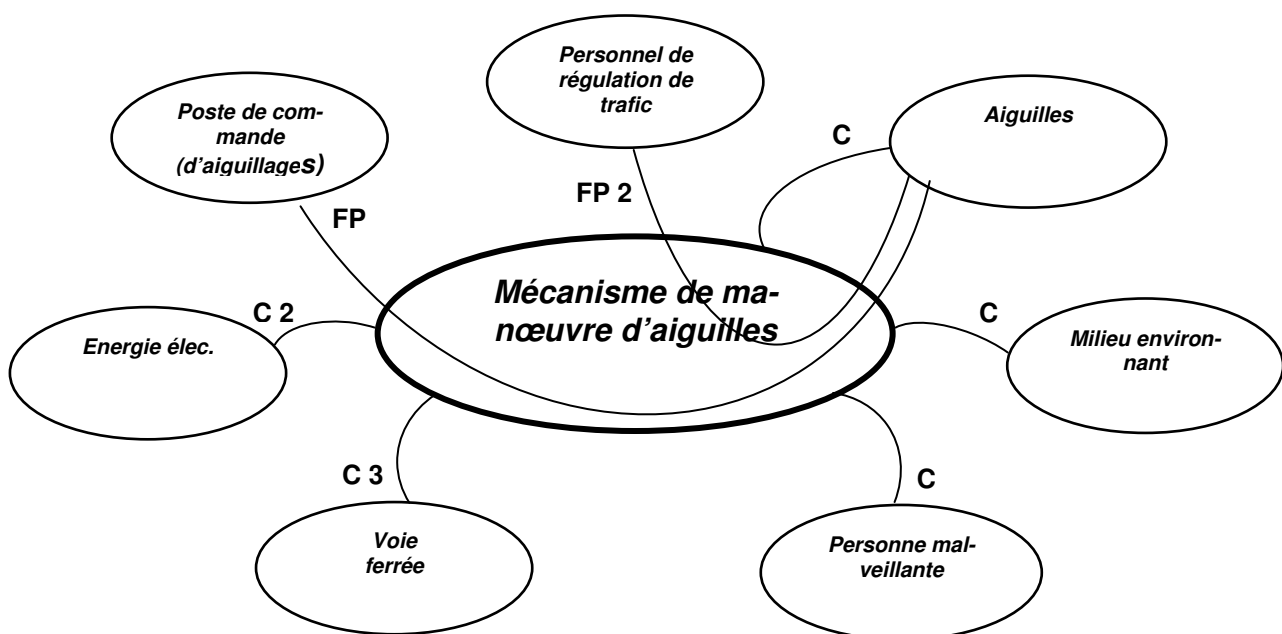 Personnel de
régulation de
trafic
Poste de com-
mande
(d'aiguillages)
Aiguilles
C
FP 2
FP
Mécanisme de ma-
nœuvre d'aiguilles
C 2
Energie élec.
C
Milieu environ-
nant
C 3
C
Voie
ferrée
Personne mal-
veillante